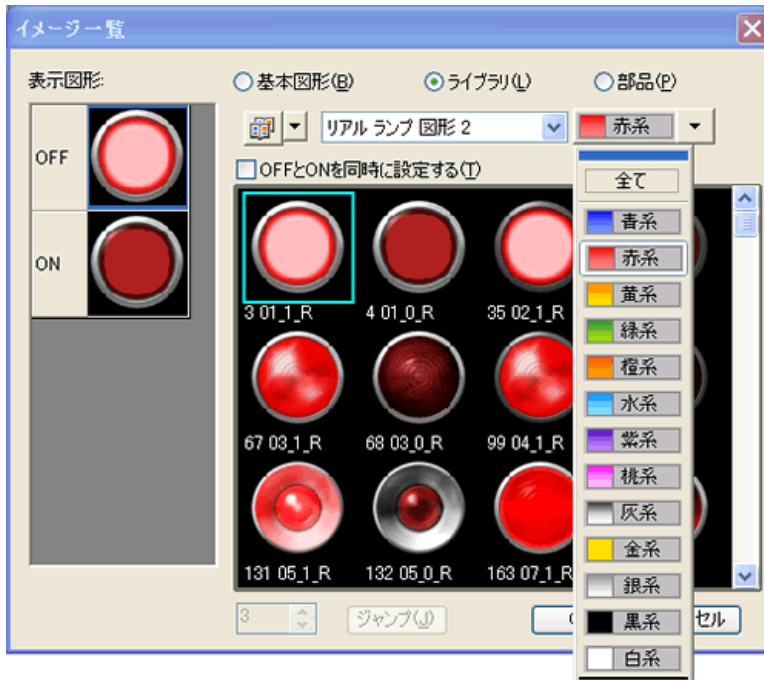 イメージ一覧
表示図形:
基本図形(B) ライブラリ(L) 部品(P)
リアル ランプ 図形 2 赤系
OFFとONを同時に設定する(T)
OFF
ON
3 01_1_R 4 01_0_R 35 02_1_R
67 03_1_R 68 03_0_R 99 04_1_R
131 05_1_R 132 05_0_R 163 07_1_R
3 ジャンプ(J) セル
全て
青系
赤系
黄系
緑系
橙系
水系
紫系
桃系
灰系
金系
銀系
黒系
白系